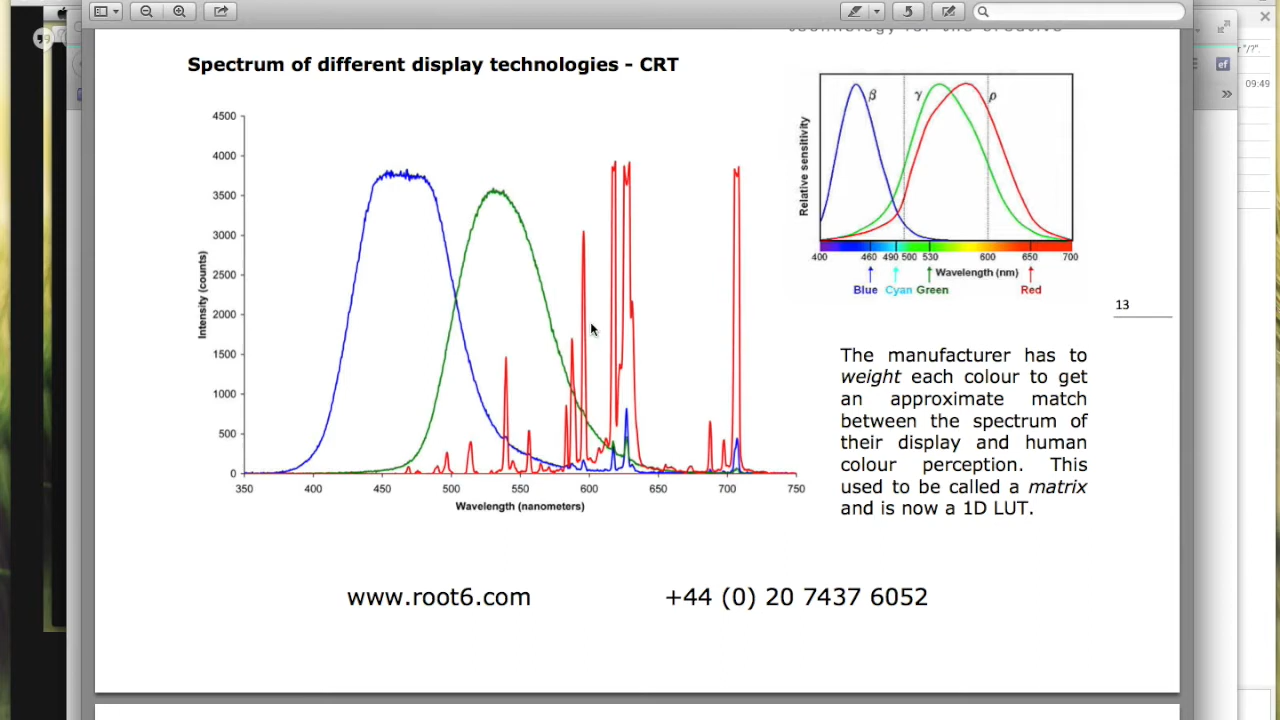 r "/?".
ef
09:49
Spectrum of different display technologies - CRT
4500
4000
3500
3000
2500
2000
1500
1000
500
0
350 400 450 500 550 600 650 700 750
Intensity (counts)
Wavelength (nanometers)
β γ ρ
Relative sensitivity
400 460 490 500 530 600 650 700
Wavelength (nm)
Blue Cyan Green Red
13
The manufacturer has to
weight each colour to get
an approximate match
between the spectrum of
their display and human
colour perception. This
used to be called a matrix
and is now a 1D LUT.
www.root6.com +44 (0) 20 7437 6052